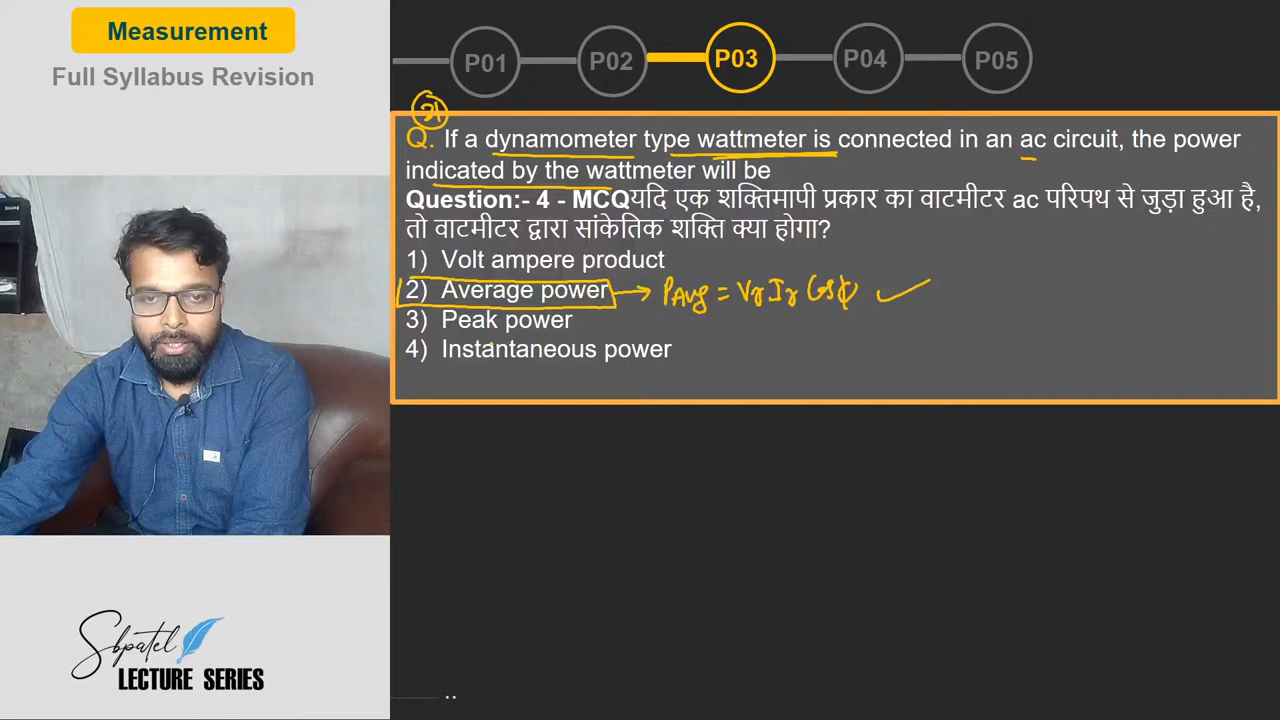 Measurement
Full Syllabus Revision
P01 P02 P03 P04 P05
Q. If a dynamometer type wattmeter is connected in an ac circuit, the power
indicated by the wattmeter will be
Question:- 4 - MCQयदि एक शक्तिमापी प्रकार का वाटमीटर ac परिपथ से जुड़ा हुआ है,
तो वाटमीटर द्वारा सांकेतिक शक्ति क्या होगा?
1) Volt ampere product
2) Average power → PAvg = Vr Ir Cosϕ
3) Peak power
4) Instantaneous power
Sbpatel
LECTURE SERIES
..